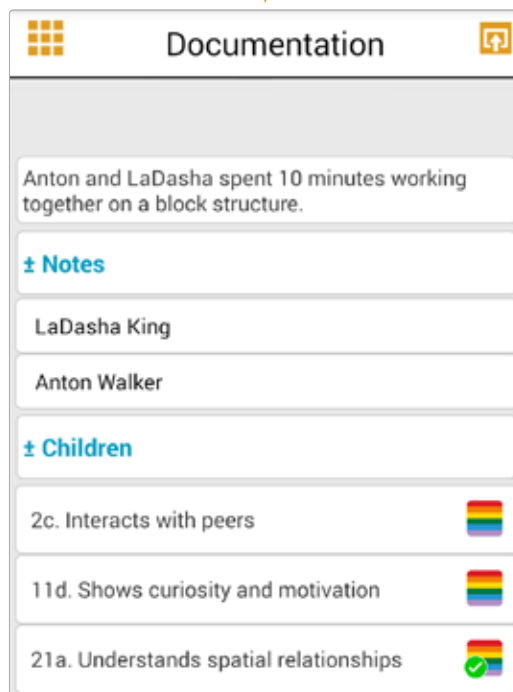 Documentation
Anton and LaDasha spent 10 minutes working
together on a block structure.
± Notes
LaDasha King
Anton Walker
± Children
2c. Interacts with peers
11d. Shows curiosity and motivation
21a. Understands spatial relationships